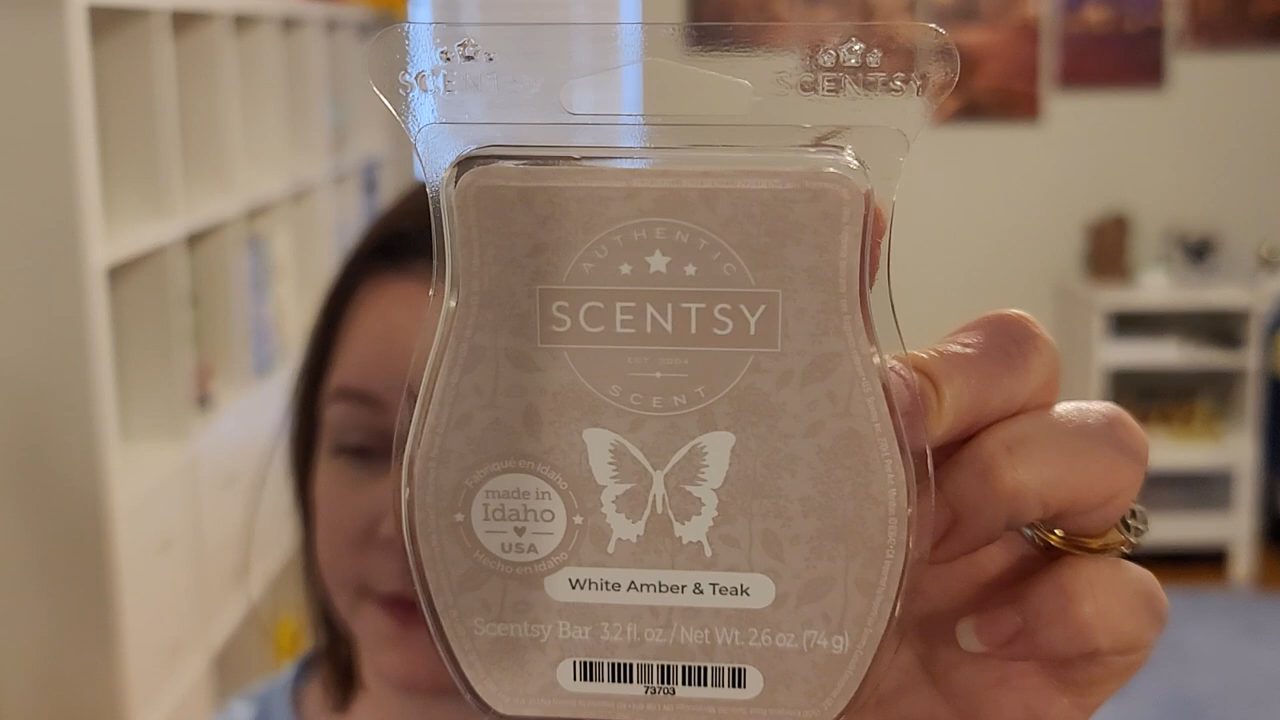 SCENTSY
SCENTSY
AUTHENTIC
SCENTSY
EST. 2004
SCENT
Fabriqué en Idaho
made in
Idaho
USA
Hecho en Idaho
White Amber & Teak
Scentsy Bar 3.2 fl. oz. / Net Wt. 2.6 oz. (74 g)
73703